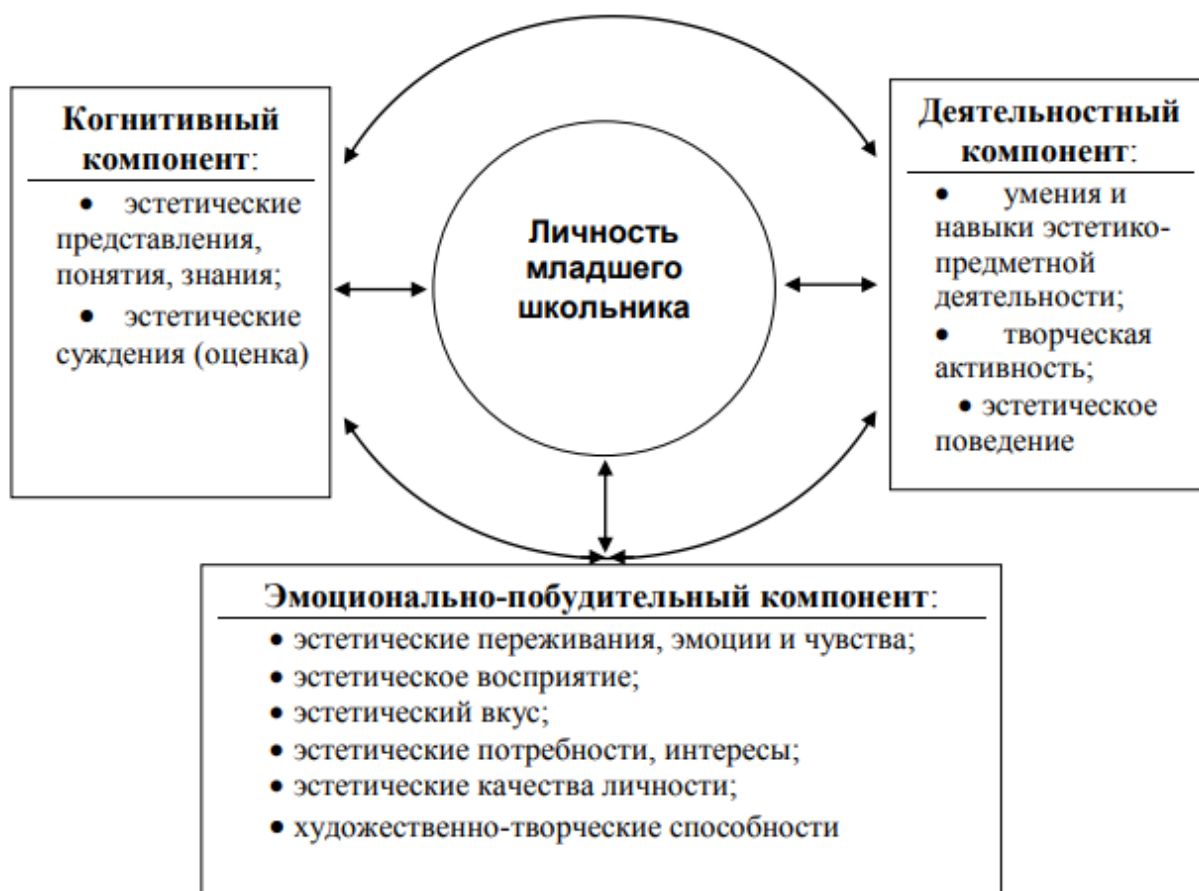 Когнитивный
компонент:
• эстетические
представления,
понятия, знания;
• эстетические
суждения (оценка)
Личность
младшего
школьника
Деятельностный
компонент:
• умения и
навыки эстетико-
предметной
деятельности;
• творческая
активность;
• эстетическое
поведение
Эмоционально-побудительный компонент:
• эстетические переживания, эмоции и чувства;
• эстетическое восприятие;
• эстетический вкус;
• эстетические потребности, интересы;
• эстетические качества личности;
• художественно-творческие способности